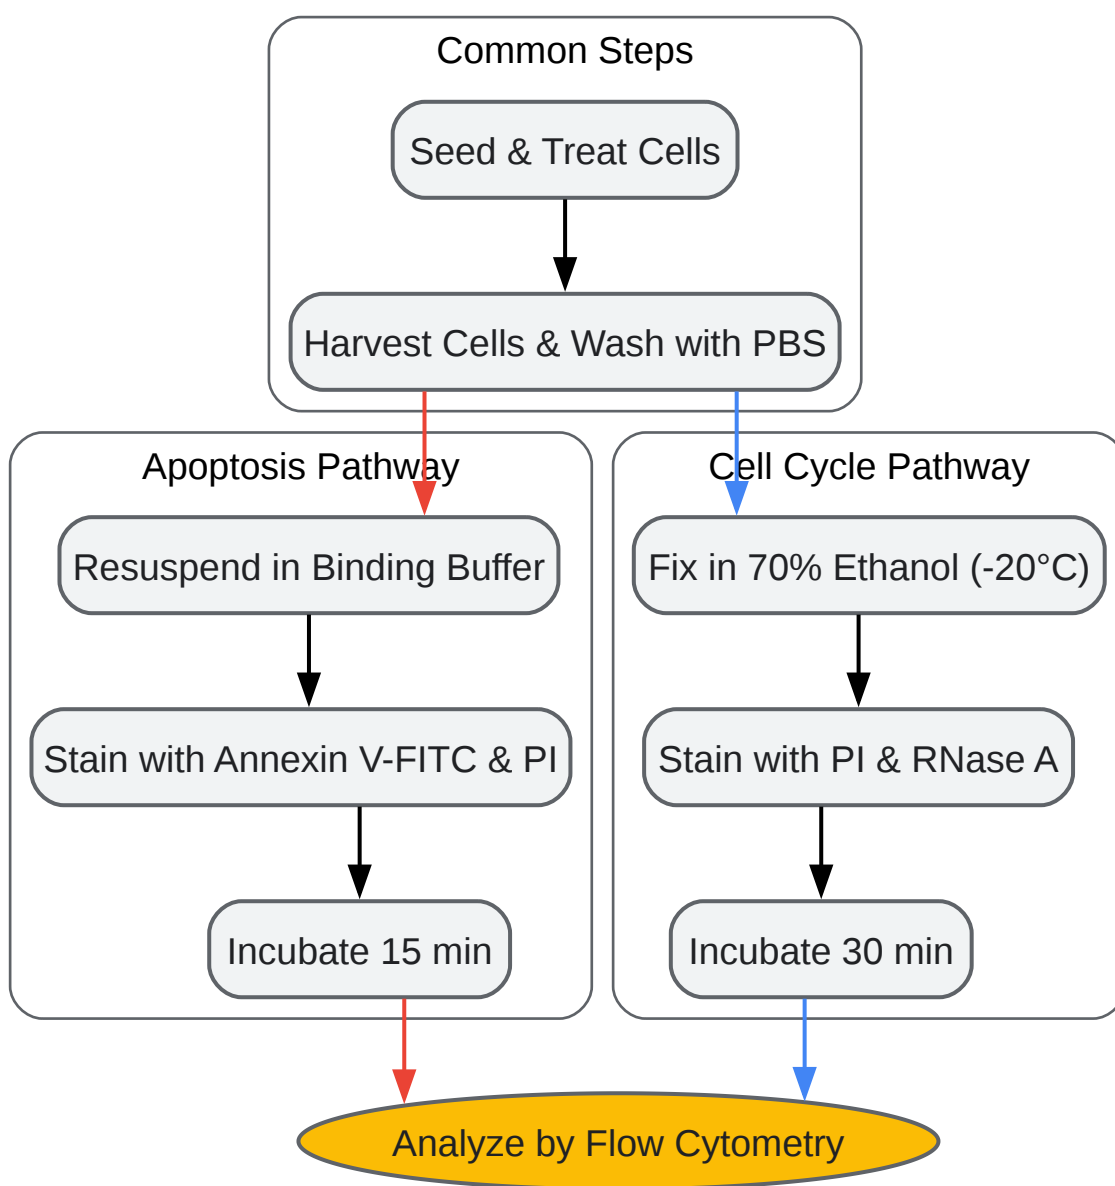 Common Steps
Seed & Treat Cells
Harvest Cells & Wash with PBS
Apoptosis Pathway
Resuspend in Binding Buffer
Stain with Annexin V-FITC & PI
Incubate 15 min
Cell Cycle Pathway
Fix in 70% Ethanol (-20°C)
Stain with PI & RNase A
Incubate 30 min
Analyze by Flow Cytometry